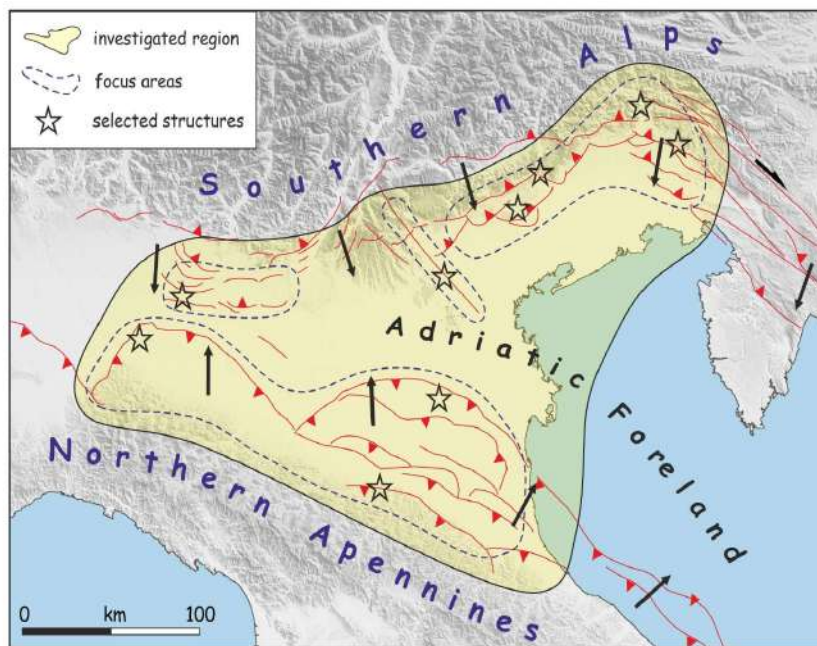 investigated region
focus areas
selected structures
Southern Alps
Adriatic Foreland
Northern Apennines
0 km 100